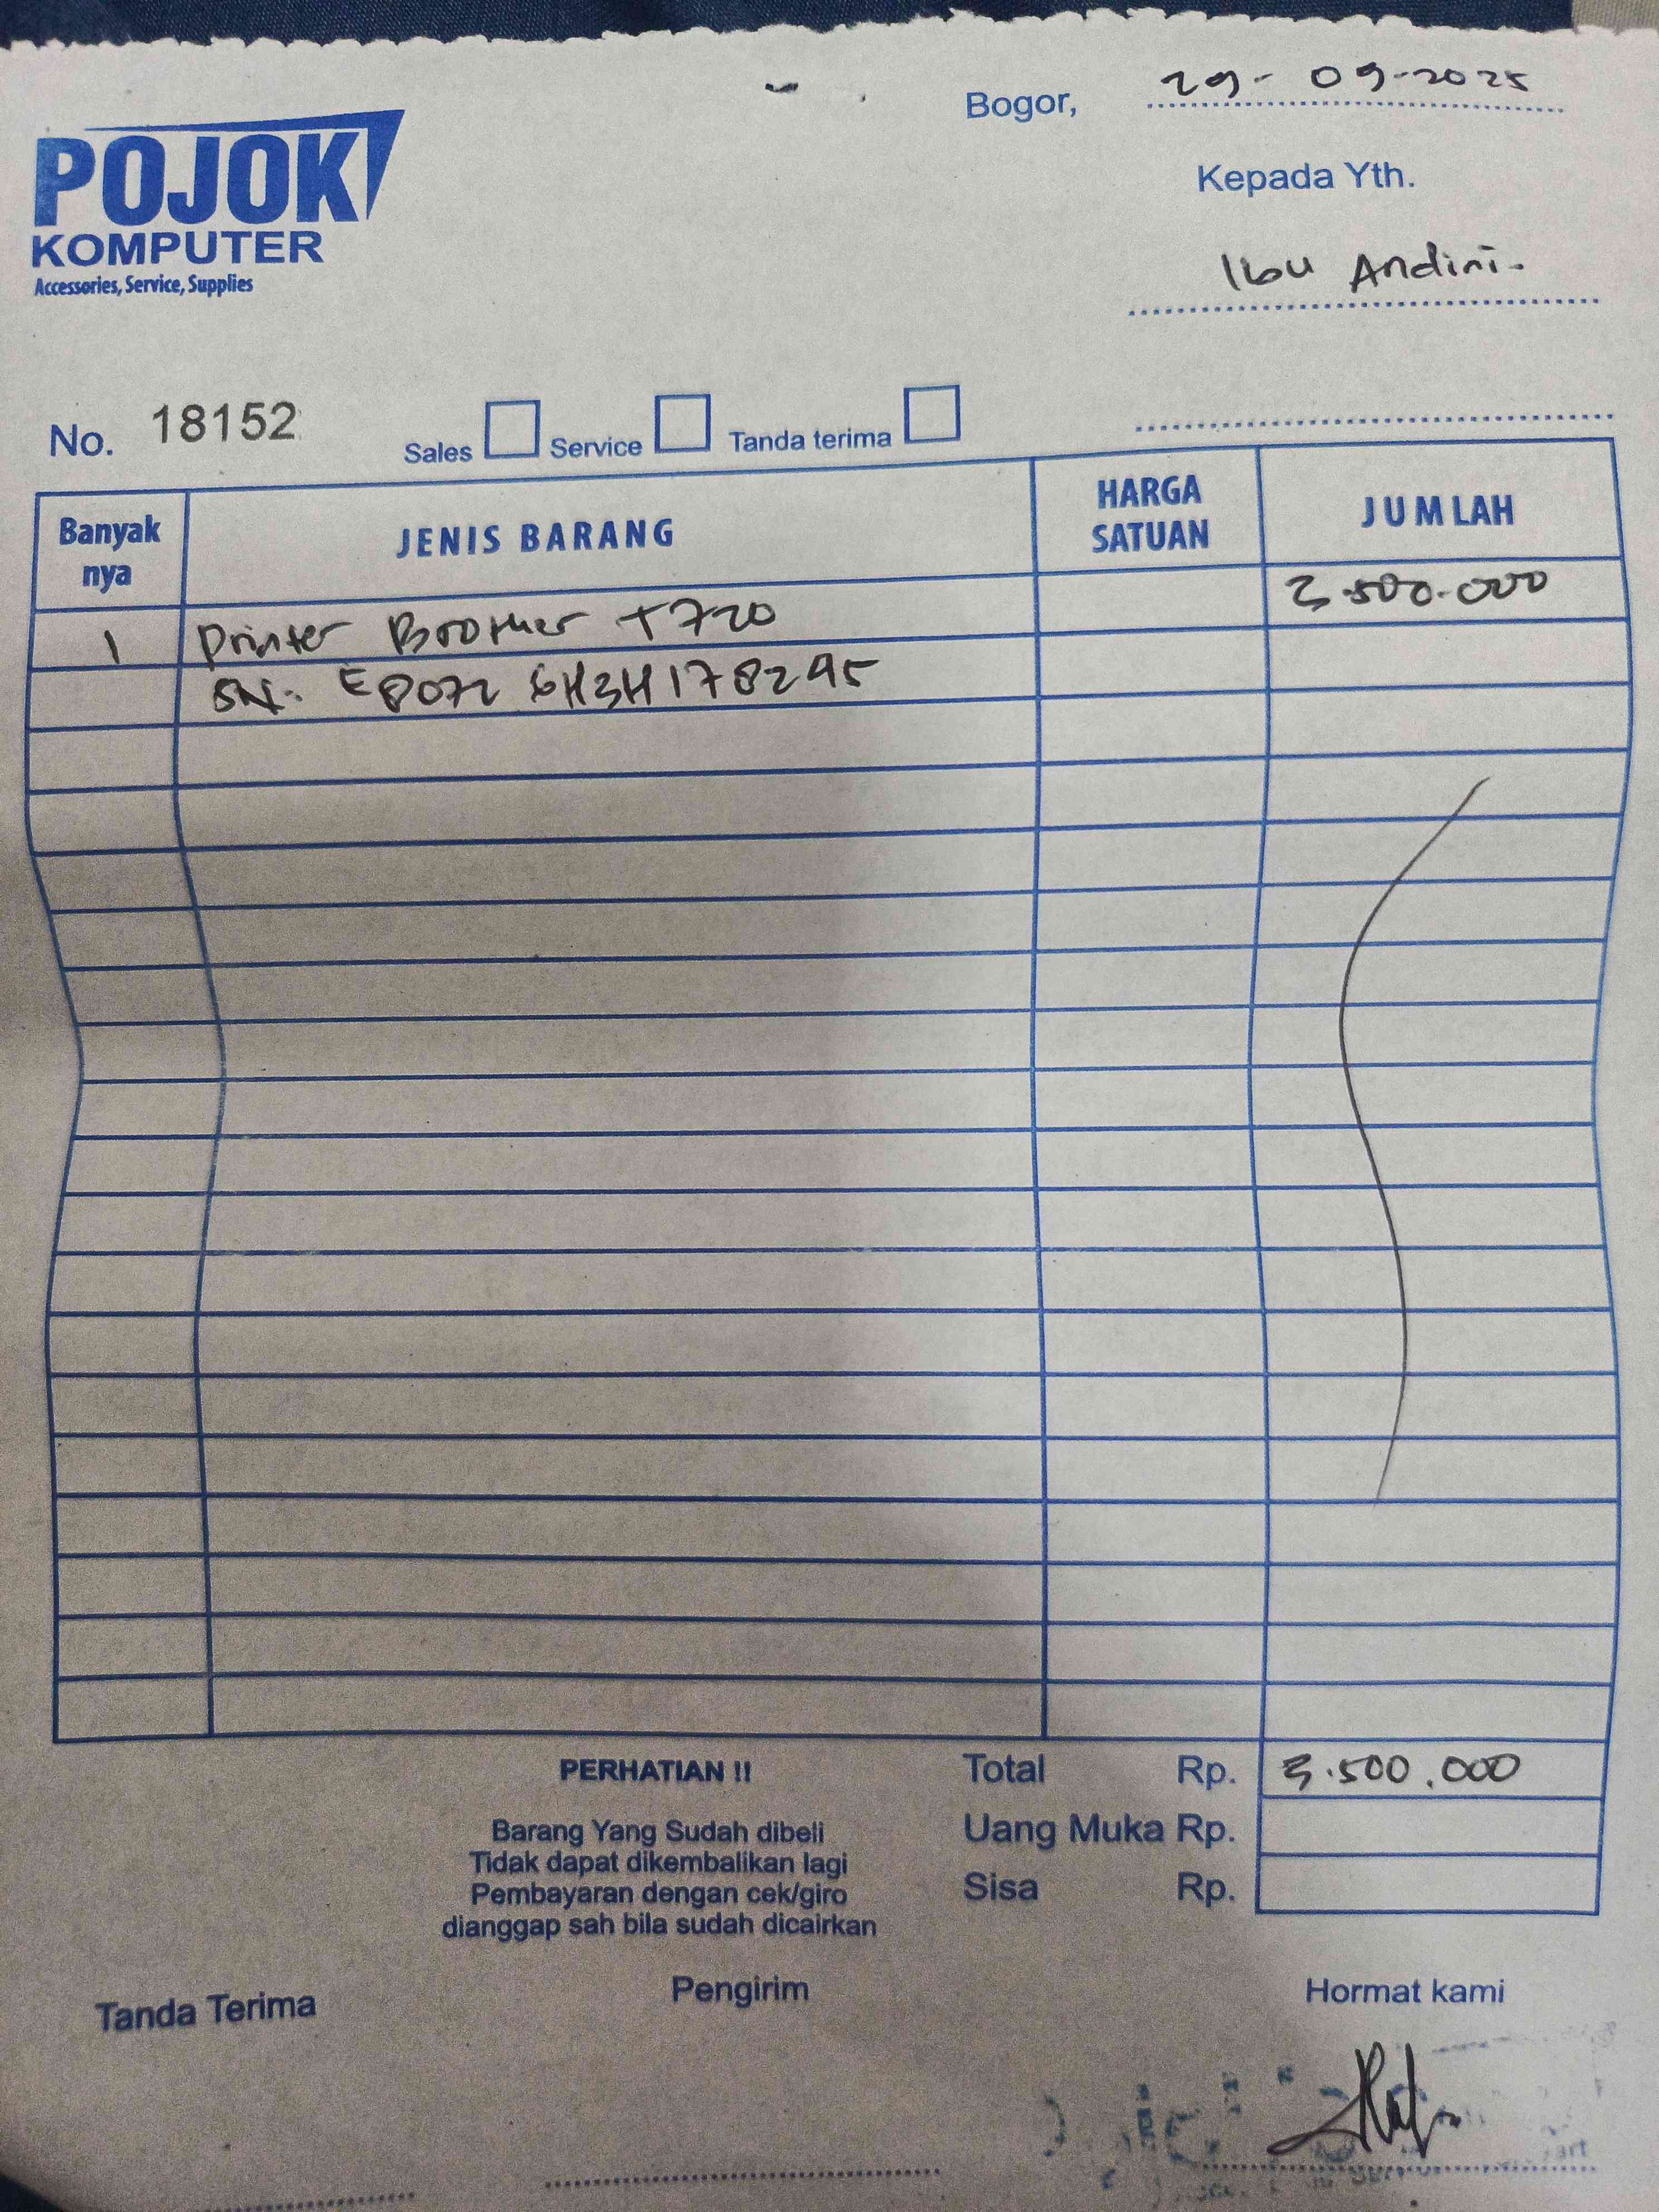 Bogor, 29-09-2025
POJOK
KOMPUTER
Accessories, Service, Supplies
Kepada Yth.
Ibu Andini-
No. 18152
Sales Service Tanda terima
Banyak nya JENIS BARANG HARGA SATUAN JUMLAH
1 Printer Brother T720 3.500.000
SN. E8072 6H3H178295
PERHATIAN !!
Barang Yang Sudah dibeli
Tidak dapat dikembalikan lagi
Pembayaran dengan cek/giro
dianggap sah bila sudah dicairkan
Total Rp. 3.500.000
Uang Muka Rp.
Sisa Rp.
Tanda Terima
Pengirim
Hormat kami